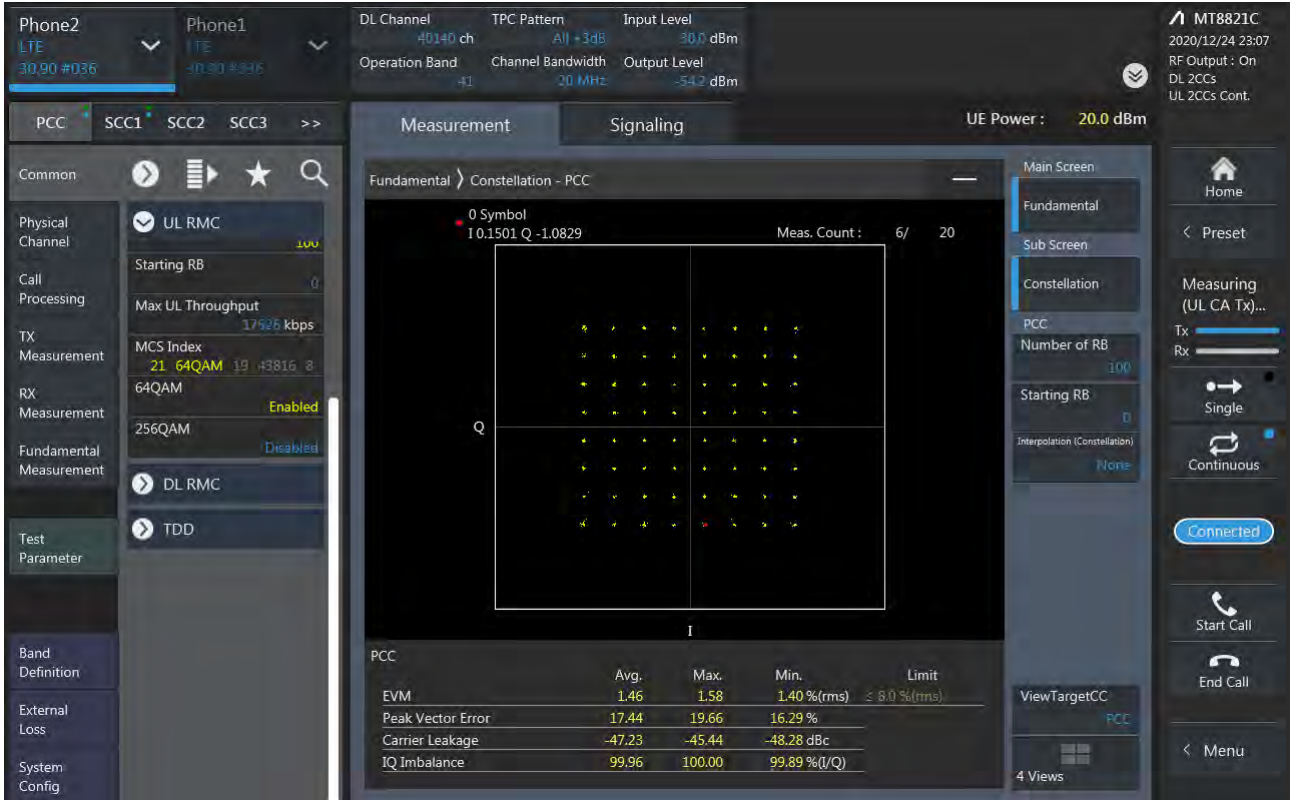 Phone2
LTE
30.90 #036
Phone1
LTE
30.90 #036
DL Channel
40140 ch
Operation Band
41
TPC Pattern
All +3dB
Channel Bandwidth
20 MHz
Input Level
30.0 dBm
Output Level
-54.2 dBm
MT8821C
2020/12/24 23:07
RF Output : On
DL 2CCs
UL 2CCs Cont.
PCC SCC1 SCC2 SCC3 >>
Measurement
Signaling
UE Power : 20.0 dBm
Common
Physical
Channel
Call
Processing
TX
Measurement
RX
Measurement
Fundamental
Measurement
Test
Parameter
Band
Definition
External
Loss
System
Config
UL RMC
100
Starting RB
0
Max UL Throughput
kbps
MCS Index
21 64QAM 19 43816 8
64QAM
Enabled
256QAM
Disabled
DL RMC
TDD
Fundamental > Constellation - PCC
0 Symbol
I 0.1501 Q -1.0829
Meas. Count : 6/ 20
Q
I
PCC
Avg. Max. Min. Limit
EVM 1.46 1.58 1.40 %(rms) ≤ 8.0 %(rms)
Peak Vector Error 17.44 19.66 16.29 %
Carrier Leakage -47.23 -45.44 -48.28 dBc
IQ Imbalance 99.96 100.00 99.89 %(I/Q)
Main Screen
Fundamental
Sub Screen
Constellation
PCC
Number of RB
100
Starting RB
0
Interpolation (Constellation)
None
ViewTargetCC
PCC
4 Views
Home
< Preset
Measuring
(UL CA Tx)...
Tx
Rx
Single
Continuous
Connected
Start Call
End Call
< Menu